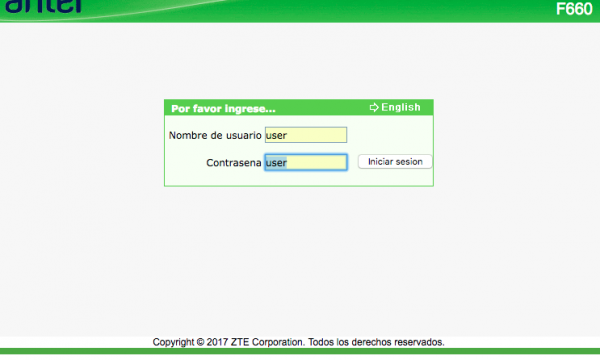 antel
F660
Por favor ingrese... English
Nombre de usuario user
Contrasena user Iniciar sesion
Copyright © 2017 ZTE Corporation. Todos los derechos reservados.